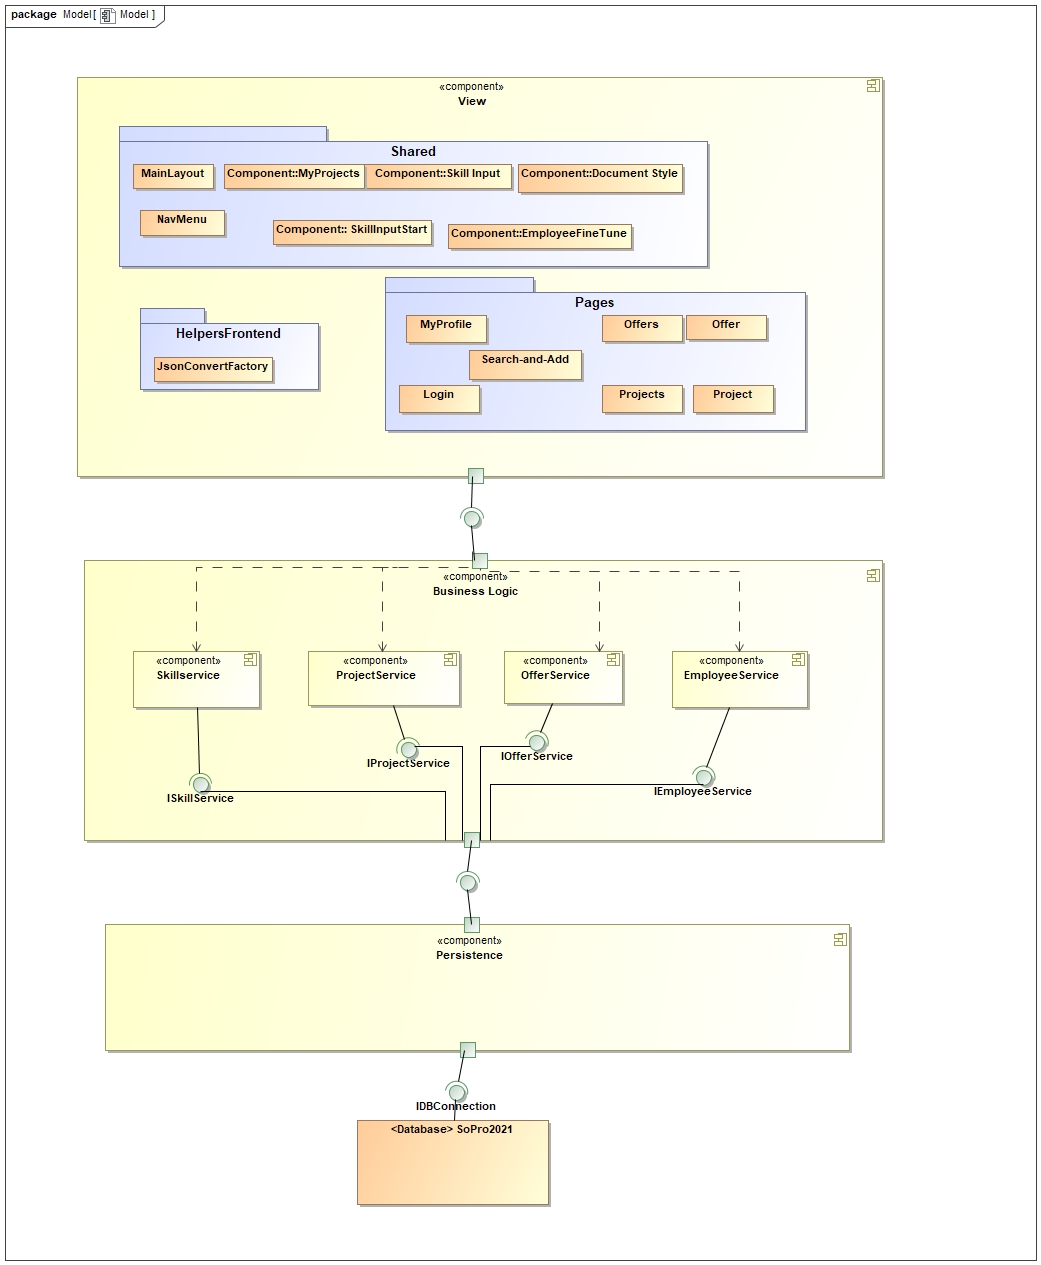 package Model[ Model ]
«component»
View
Shared
MainLayout
Component::MyProjects
Component::Skill Input
Component::Document Style
NavMenu
Component:: SkillInputStart
Component::EmployeeFineTune
HelpersFrontend
JsonConvertFactory
Pages
MyProfile
Offers
Offer
Search-and-Add
Login
Projects
Project
«component»
Business Logic
«component»
Skillservice
«component»
ProjectService
«component»
OfferService
«component»
EmployeeService
IProjectService
IOfferService
ISkillService
IEmployeeService
«component»
Persistence
IDBConnection
<Database> SoPro2021